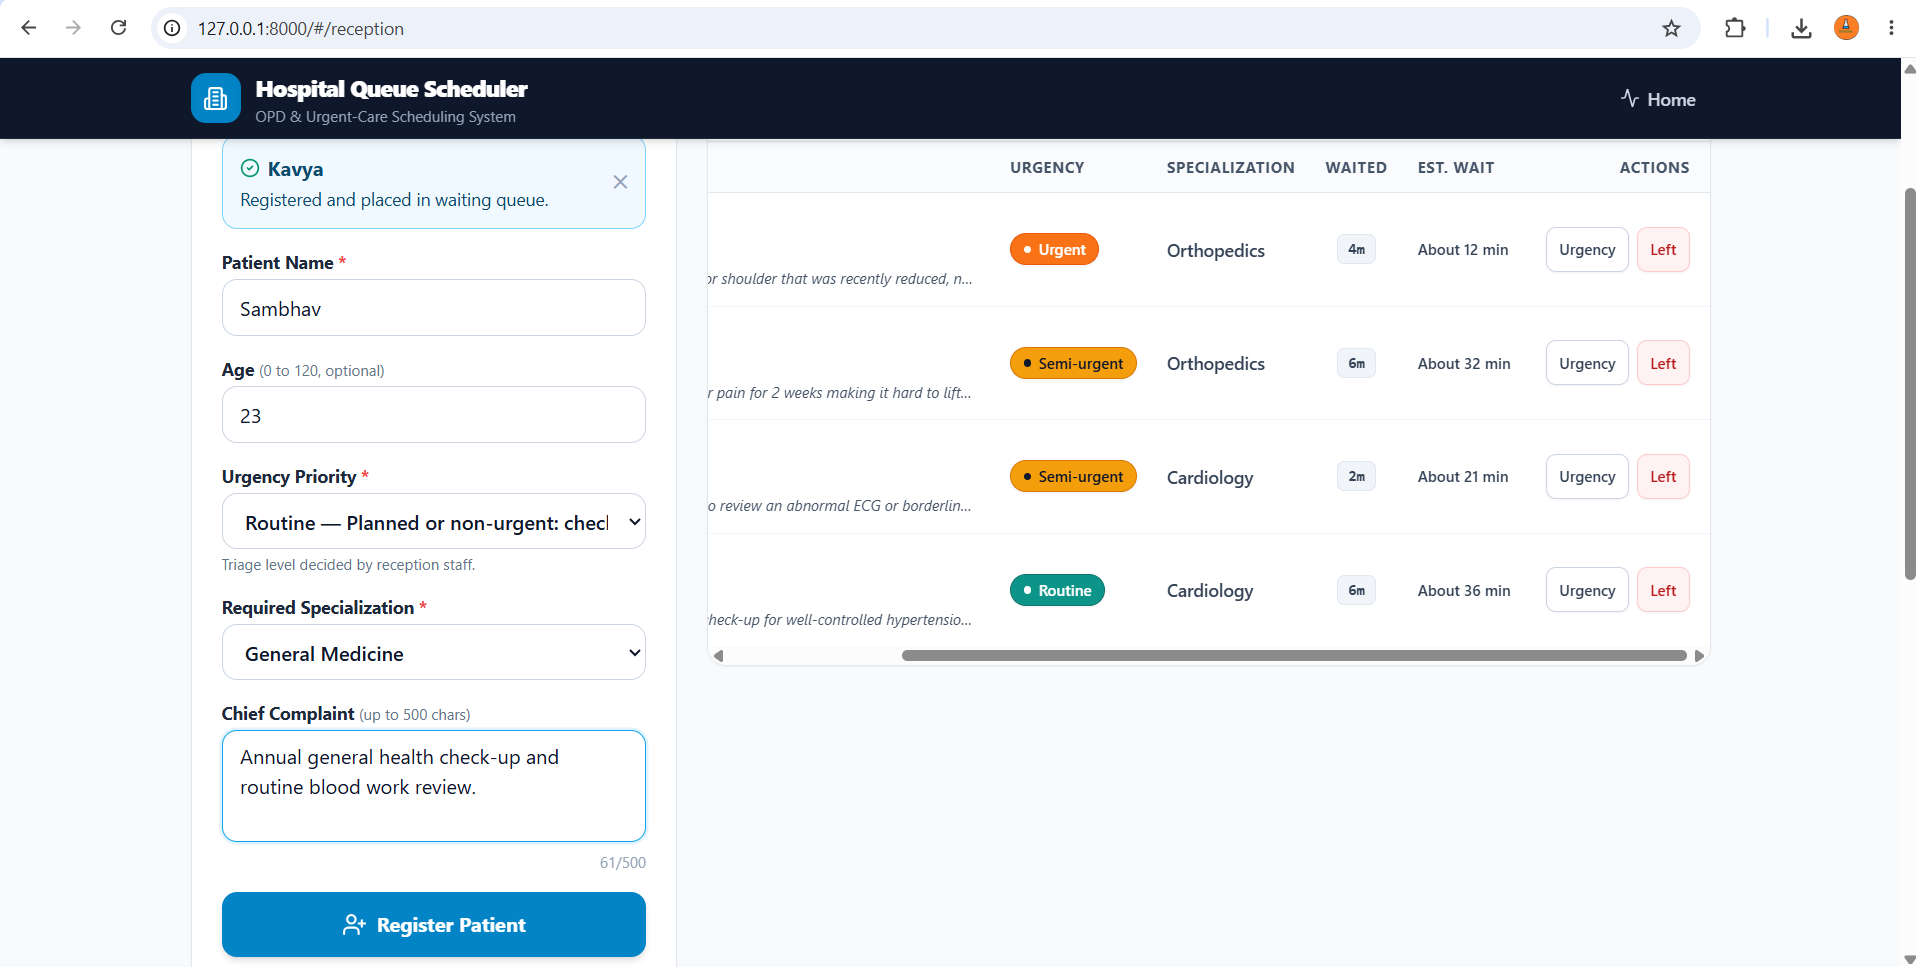 127.0.0.1:8000/#/reception
Hospital Queue Scheduler
OPD & Urgent-Care Scheduling System
Home
Kavya
Registered and placed in waiting queue.
Patient Name *
Sambhav
Age (0 to 120, optional)
23
Urgency Priority *
Routine — Planned or non-urgent: chec
Triage level decided by reception staff.
Required Specialization *
General Medicine
Chief Complaint (up to 500 chars)
Annual general health check-up and
routine blood work review.
61/500
Register Patient
URGENCY SPECIALIZATION WAITED EST. WAIT ACTIONS
Urgent Orthopedics 4m About 12 min Urgency Left
or shoulder that was recently reduced, n...
Semi-urgent Orthopedics 6m About 32 min Urgency Left
r pain for 2 weeks making it hard to lift...
Semi-urgent Cardiology 2m About 21 min Urgency Left
o review an abnormal ECG or borderlin...
Routine Cardiology 6m About 36 min Urgency Left
heck-up for well-controlled hypertensio...